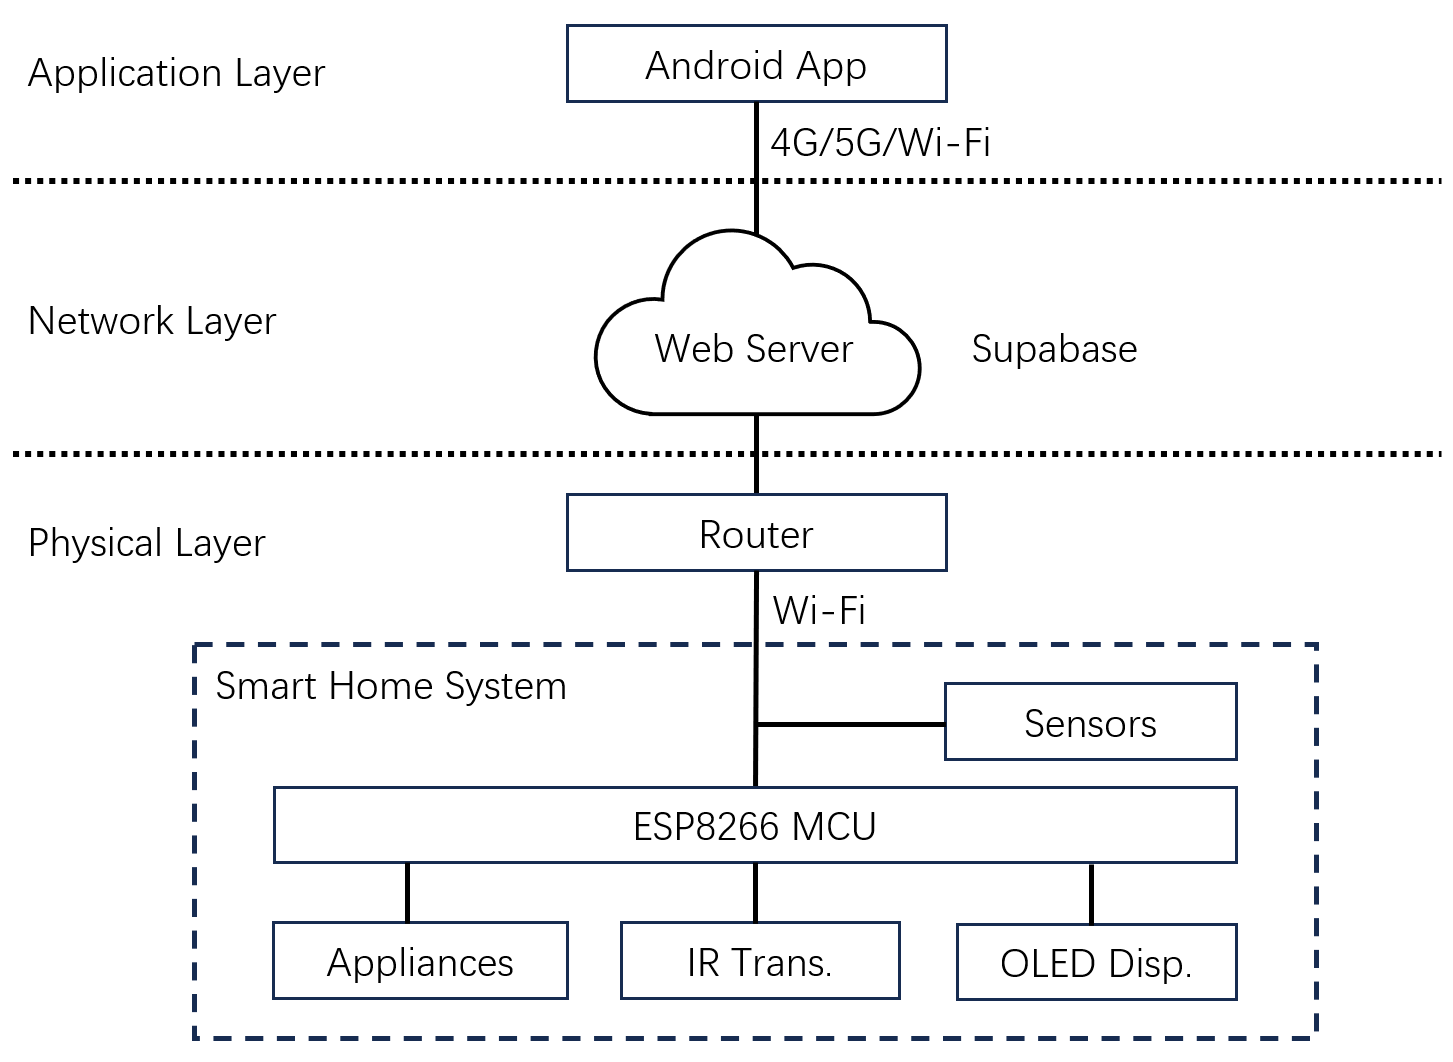 Application Layer
Android App
4G/5G/Wi-Fi
Network Layer
Web Server
Supabase
Physical Layer
Router
Wi-Fi
Smart Home System
Sensors
ESP8266 MCU
Appliances
IR Trans.
OLED Disp.